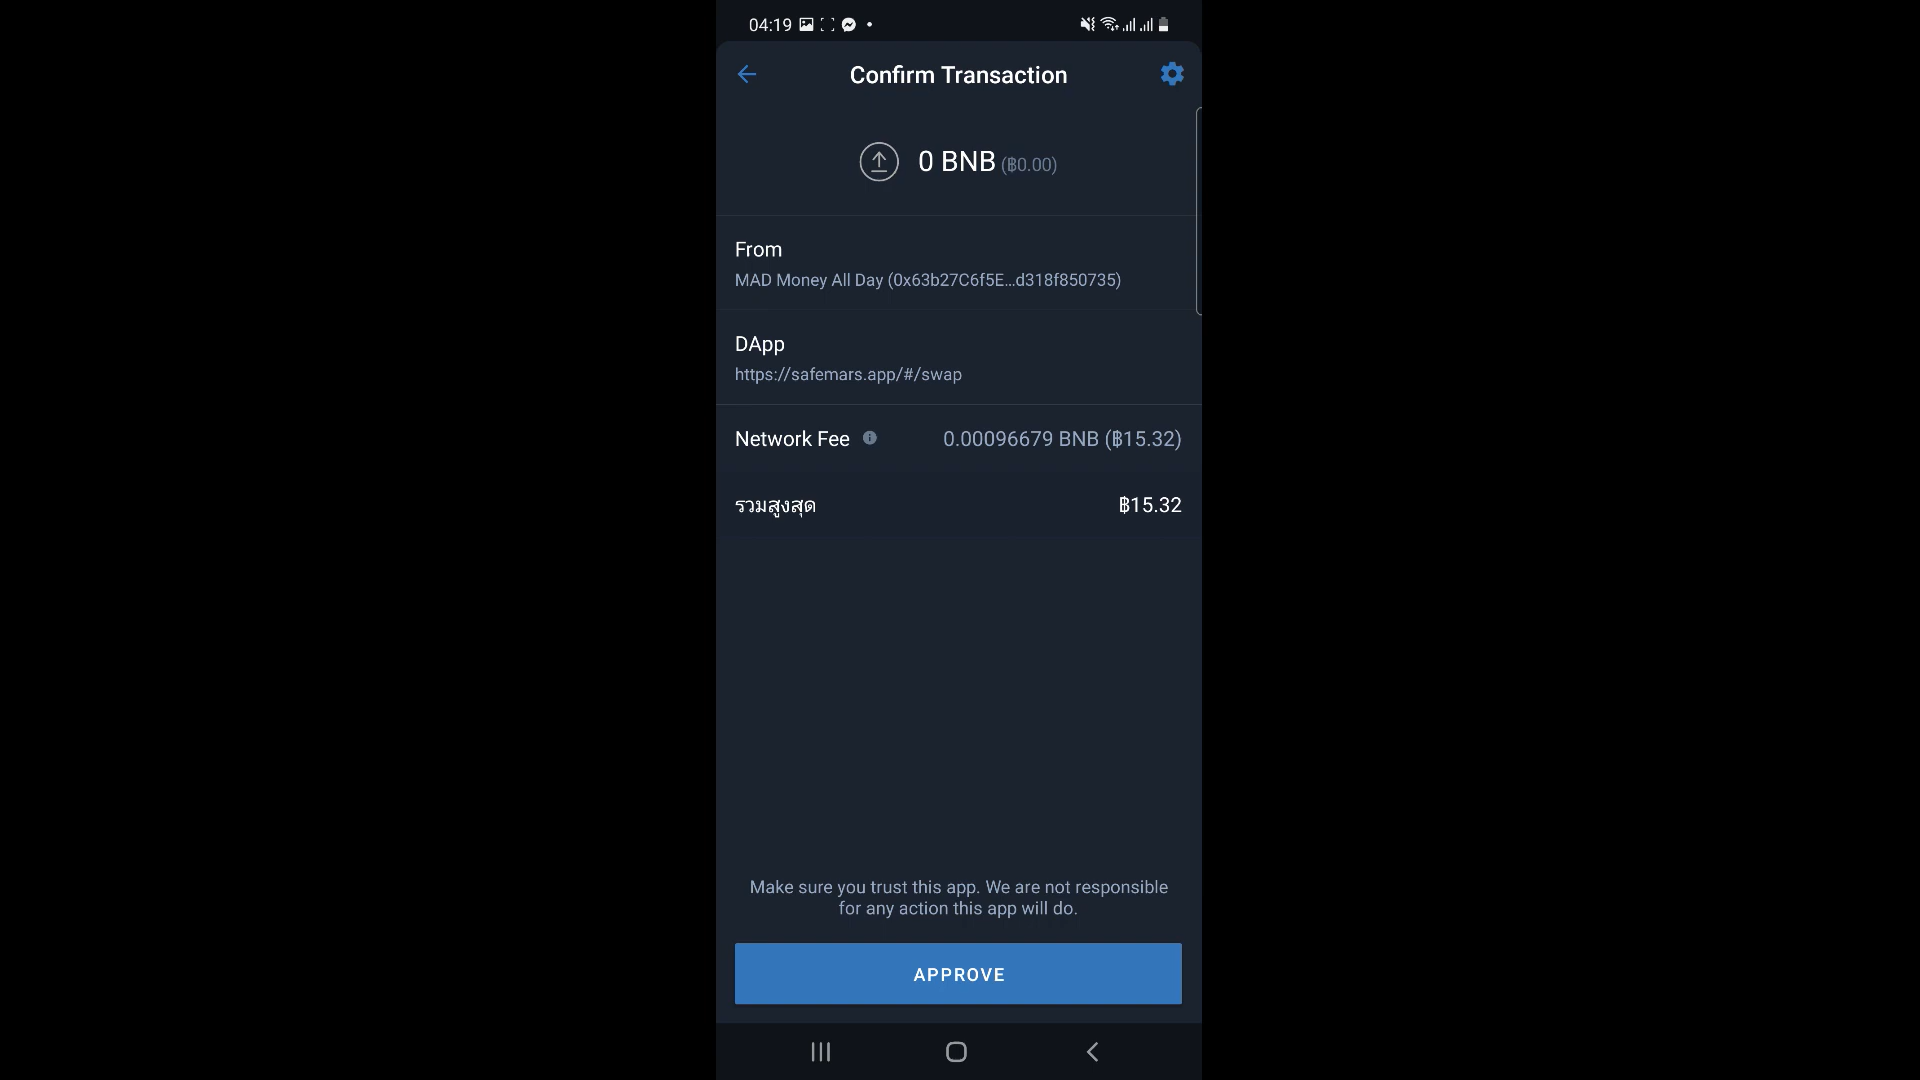 04:19
Confirm Transaction
0 BNB (฿0.00)
From
MAD Money All Day (0x63b27C6f5E...d318f850735)
DApp
https://safemars.app/#/swap
Network Fee 0.00096679 BNB (฿15.32)
รวมสูงสุด ฿15.32
Make sure you trust this app. We are not responsible
for any action this app will do.
APPROVE